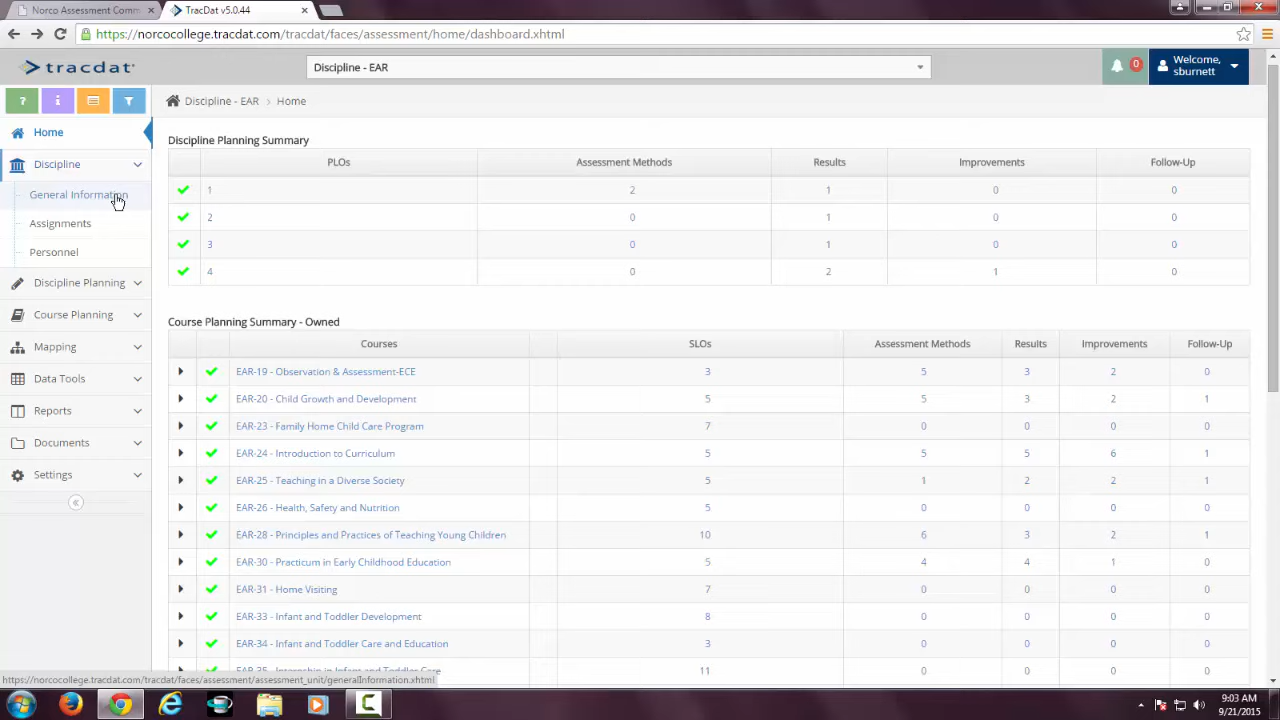 Norco Assessment Comm
TracDat v5.0.44
https://norcocollege.tracdat.com/tracdat/faces/assessment/home/dashboard.xhtml
tracdat
Discipline - EAR
0
Welcome,
sburnett
? i
Discipline - EAR > Home
Home
Discipline
General Information
Assignments
Personnel
Discipline Planning
Course Planning
Mapping
Data Tools
Reports
Documents
Settings
Discipline Planning Summary
PLOs Assessment Methods Results Improvements Follow-Up
1 2 1 0 0
2 0 1 0 0
3 0 1 0 0
4 0 2 1 0
Course Planning Summary - Owned
Courses SLOs Assessment Methods Results Improvements Follow-Up
EAR-19 - Observation & Assessment-ECE 3 5 3 2 0
EAR-20 - Child Growth and Development 5 5 3 2 1
EAR-23 - Family Home Child Care Program 7 0 0 0 0
EAR-24 - Introduction to Curriculum 5 5 5 6 1
EAR-25 - Teaching in a Diverse Society 5 1 2 2 1
EAR-26 - Health, Safety and Nutrition 5 0 0 0 0
EAR-28 - Principles and Practices of Teaching Young Children 10 6 3 2 1
EAR-30 - Practicum in Early Childhood Education 5 4 4 1 0
EAR-31 - Home Visiting 7 0 0 0 0
EAR-33 - Infant and Toddler Development 8 0 0 0 0
EAR-34 - Infant and Toddler Care and Education 3 0 0 0 0
EAR-35 - Internship in Infant and Toddler Care 11 0 0 0 0
https://norcocollege.tracdat.com/tracdat/faces/assessment/assessment_unit/generalInformation.xhtml
9:03 AM
9/21/2015